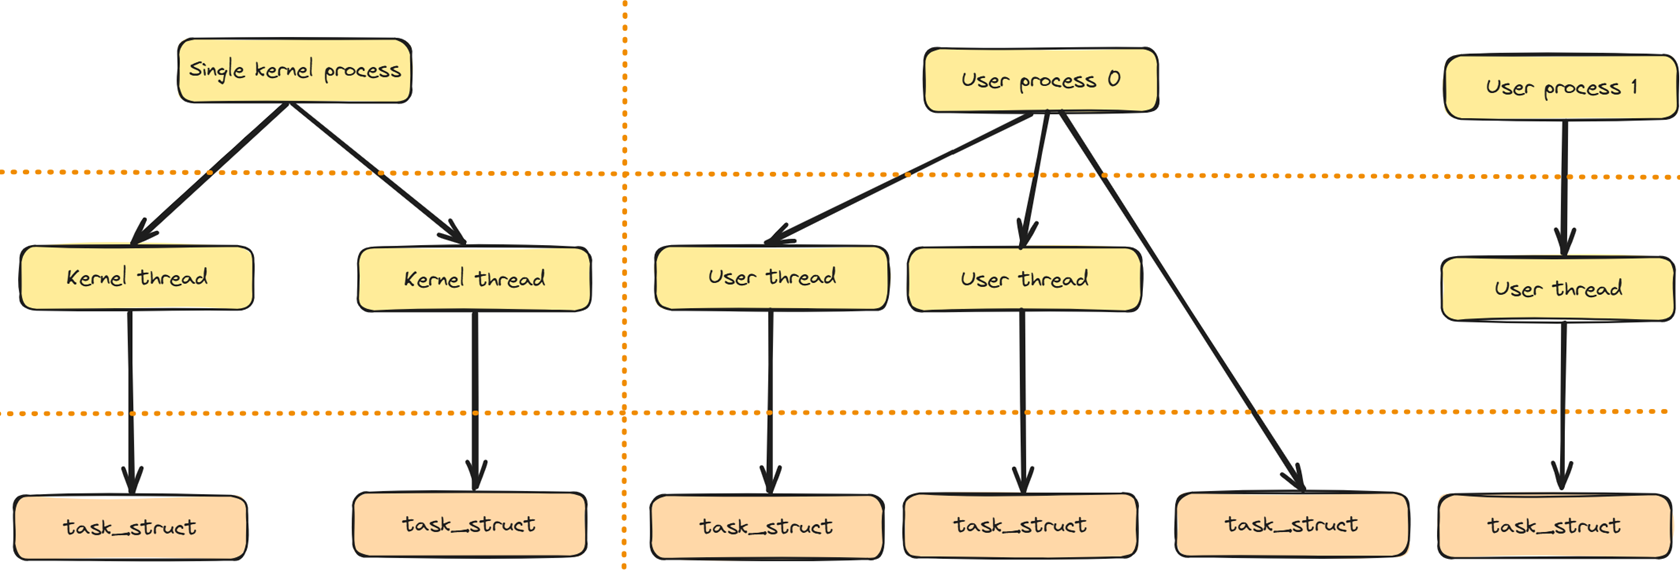 Single kernel process
User process 0
User process 1
Kernel thread
Kernel thread
User thread
User thread
User thread
task_struct
task_struct
task_struct
task_struct
task_struct
task_struct